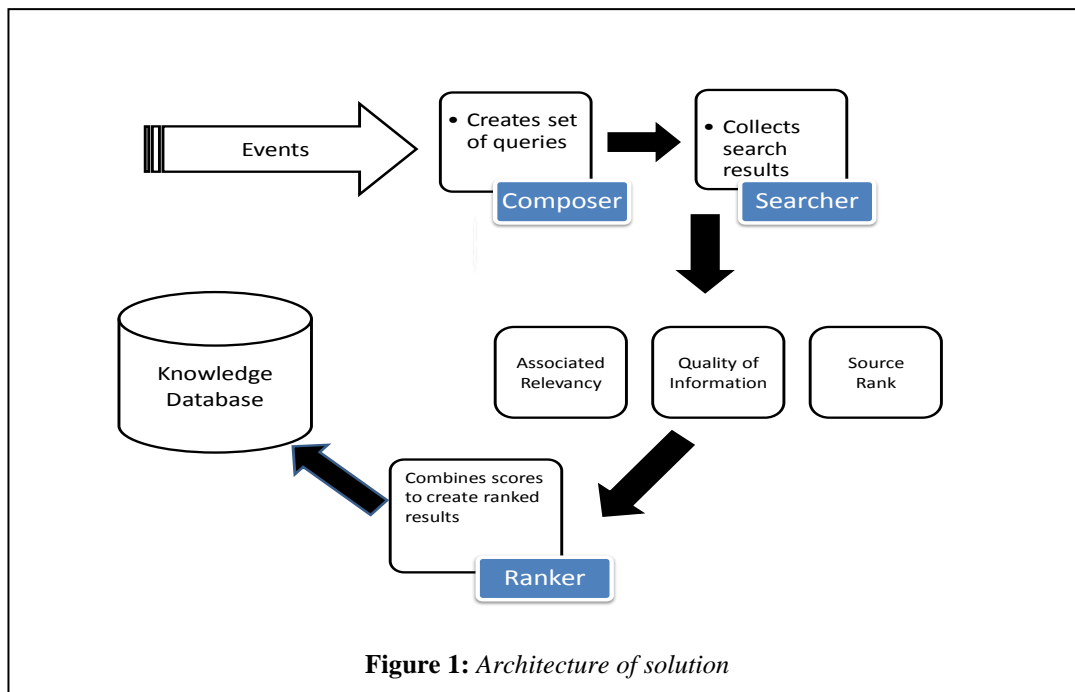 Events
• Creates set
of queries
Composer
• Collects
search
results
Searcher
Associated
Relevancy
Quality of
Information
Source
Rank
Knowledge
Database
Combines scores
to create ranked
results
Ranker
Figure 1: Architecture of solution